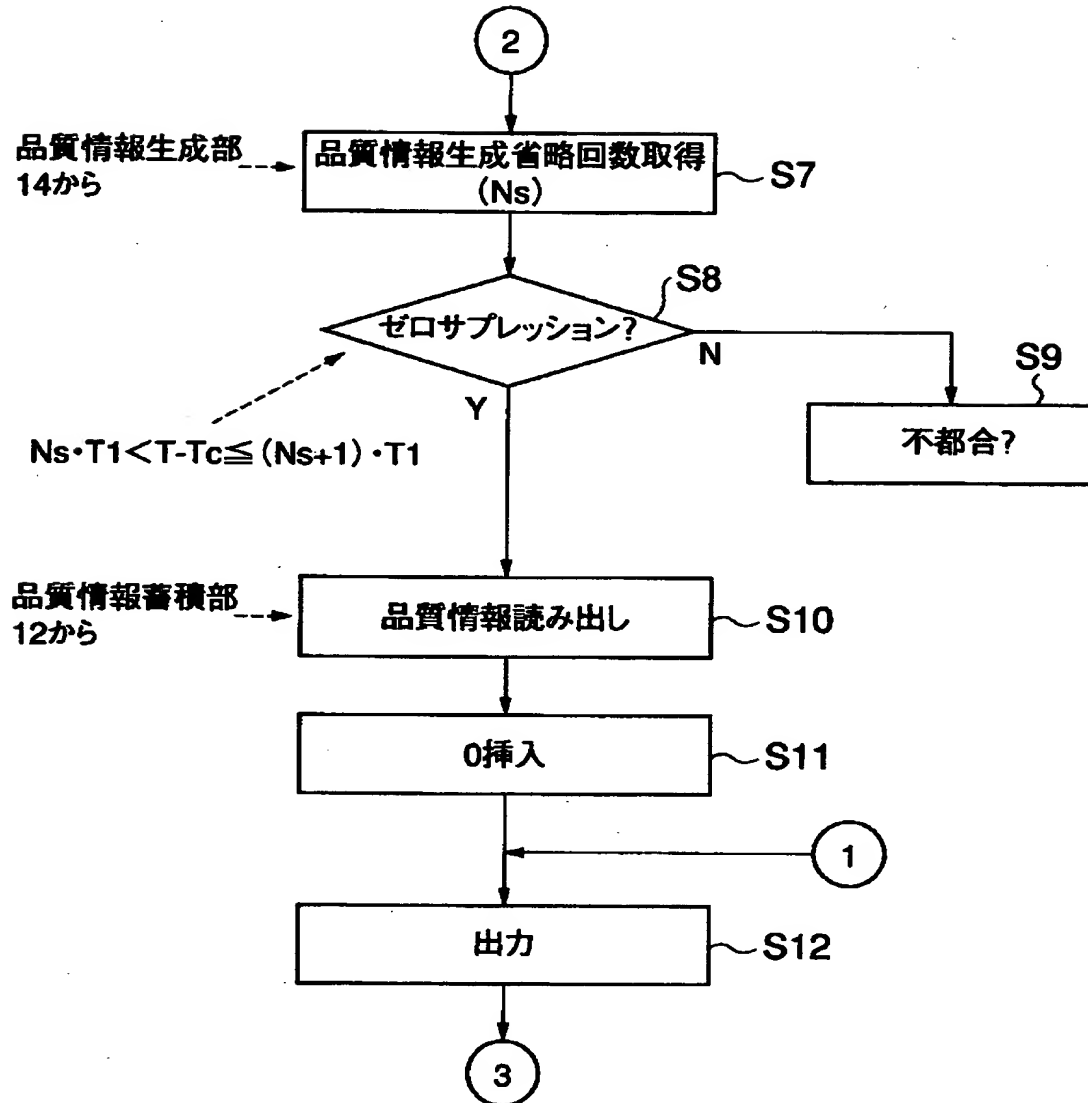 2
品質情報生成部
14から
品質情報生成省略回数取得
(Ns)
S7
S8
ゼロサプレッション?
N
Y
S9
不都合?
Ns・T1<T-Tc≦(Ns+1)・T1
品質情報蓄積部
12から
品質情報読み出し
S10
0挿入
S11
1
出力
S12
3